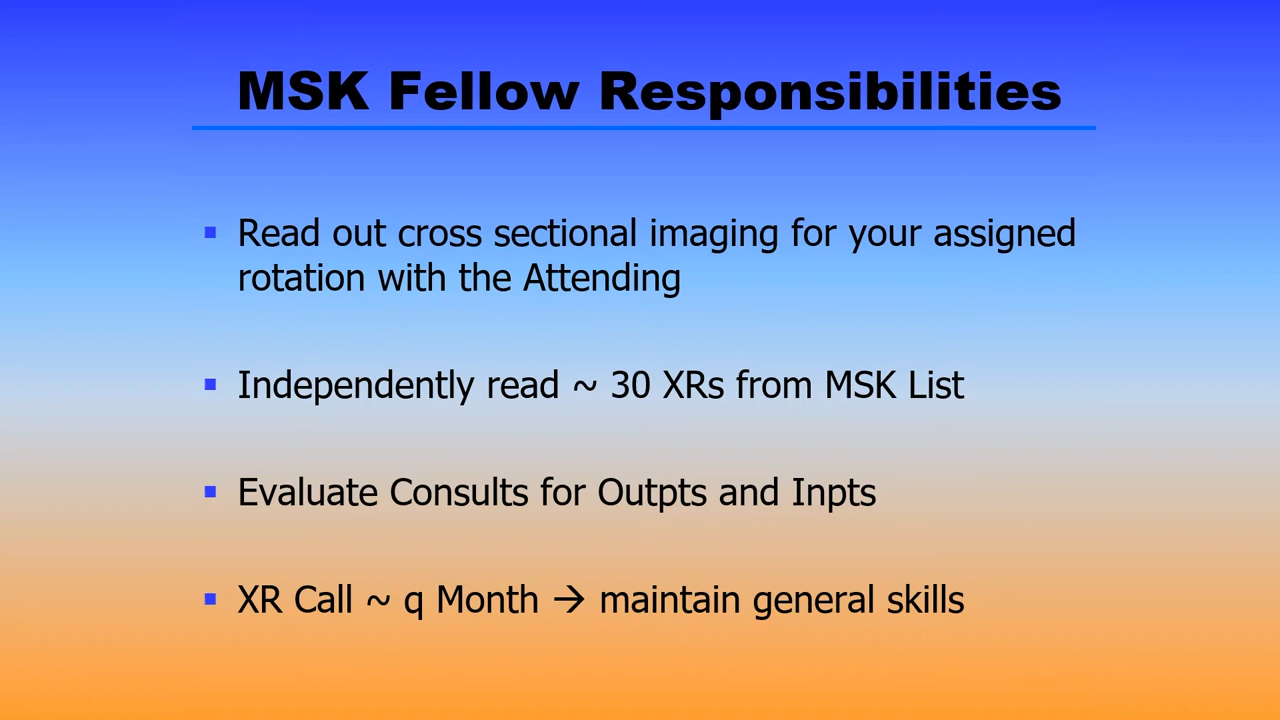 MSK Fellow Responsibilities
▪ Read out cross sectional imaging for your assigned
rotation with the Attending
▪ Independently read ~ 30 XRs from MSK List
▪ Evaluate Consults for Outpts and Inpts
▪ XR Call ~ q Month → maintain general skills